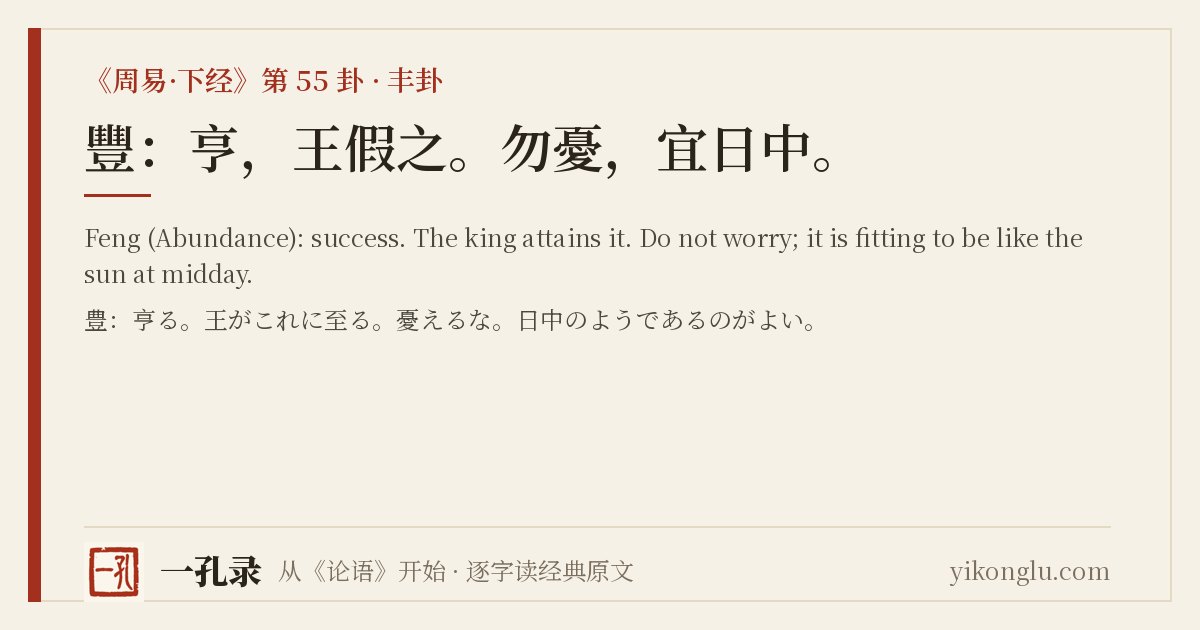 《周易·下经》第 55 卦 · 丰卦
豐：亨，王假之。勿憂，宜日中。
Feng (Abundance): success. The king attains it. Do not worry; it is fitting to be like the
sun at midday.
豊：亨る。王がこれに至る。憂えるな。日中のようであるのがよい。
一孔
一孔录 从《论语》开始 · 逐字读经典原文
yikonglu.com